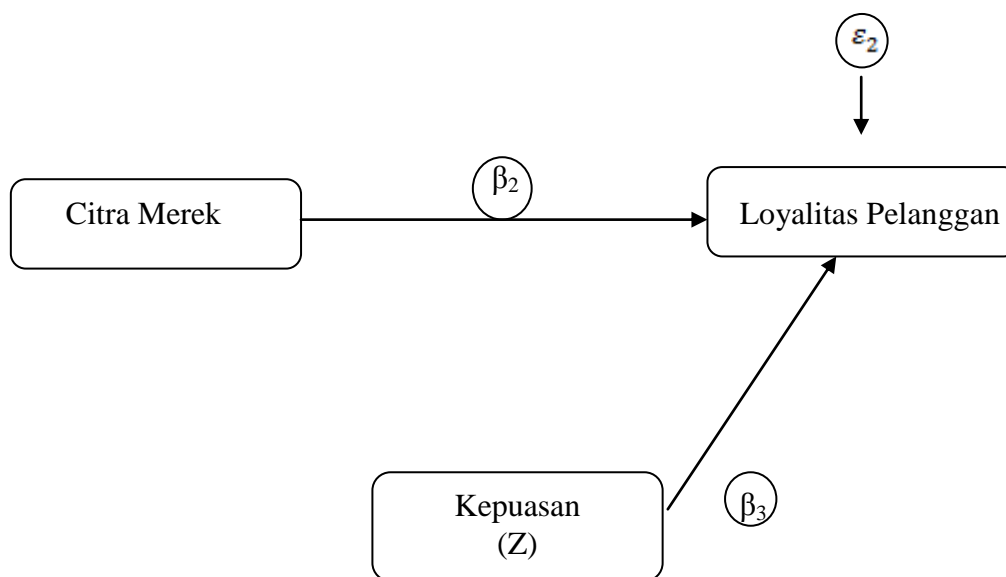 ε₂
β₂
Citra Merek
Loyalitas Pelanggan
Kepuasan
(Z)
β₃